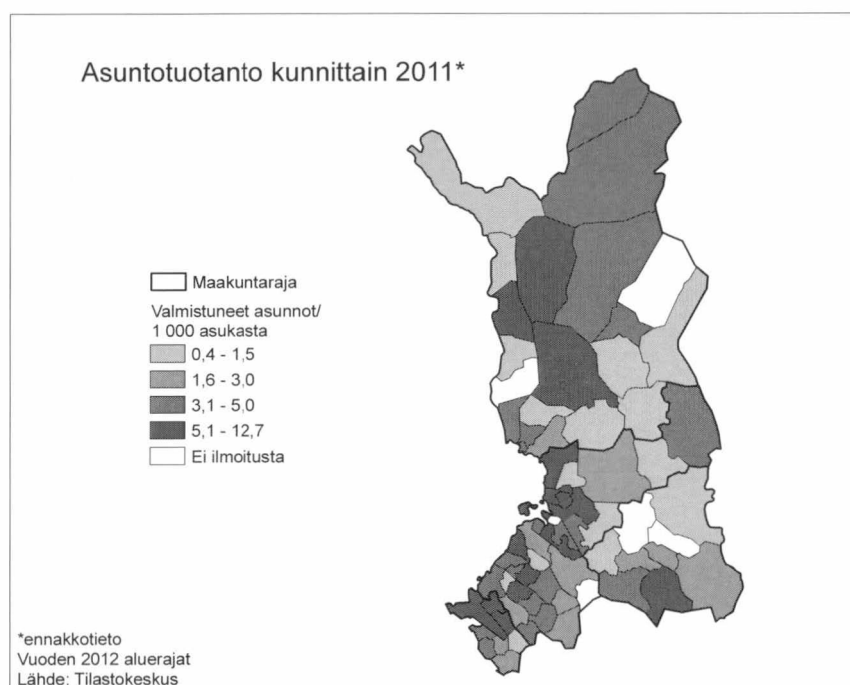 Asuntotuotanto kunnittain 2011*
Maakuntaraja
Valmistuneet asunnot/
1 000 asukasta
0,4 - 1,5
1,6 - 3,0
3,1 - 5,0
5,1 - 12,7
Ei ilmoitusta
*ennakkotieto
Vuoden 2012 aluerajat
Lähde: Tilastokeskus